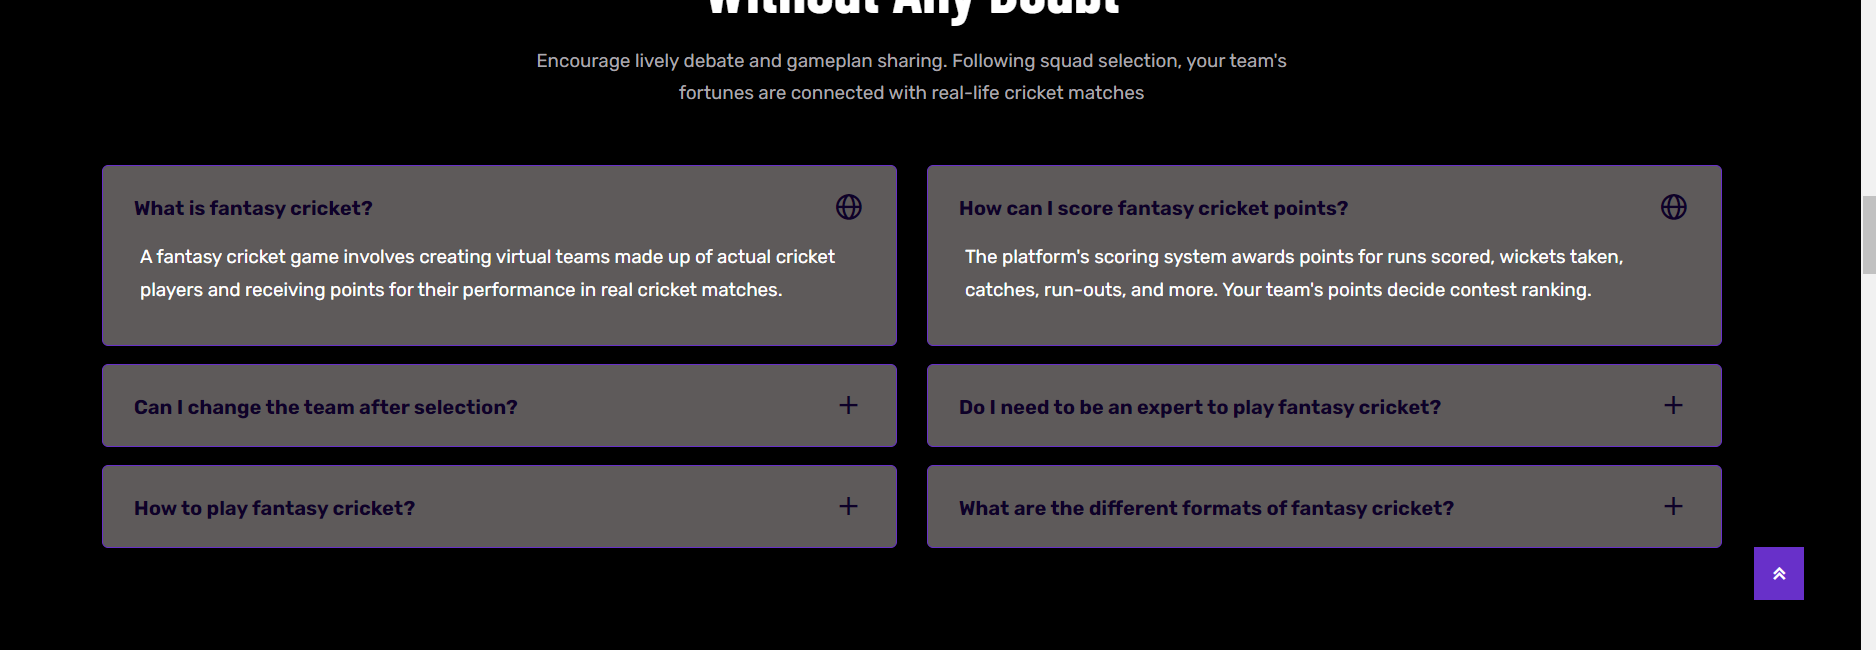 Without Any Doubt
Encourage lively debate and gameplan sharing. Following squad selection, your team's
fortunes are connected with real-life cricket matches
What is fantasy cricket?
A fantasy cricket game involves creating virtual teams made up of actual cricket
players and receiving points for their performance in real cricket matches.
Can I change the team after selection?
How to play fantasy cricket?
How can I score fantasy cricket points?
The platform's scoring system awards points for runs scored, wickets taken,
catches, run-outs, and more. Your team's points decide contest ranking.
Do I need to be an expert to play fantasy cricket?
What are the different formats of fantasy cricket?